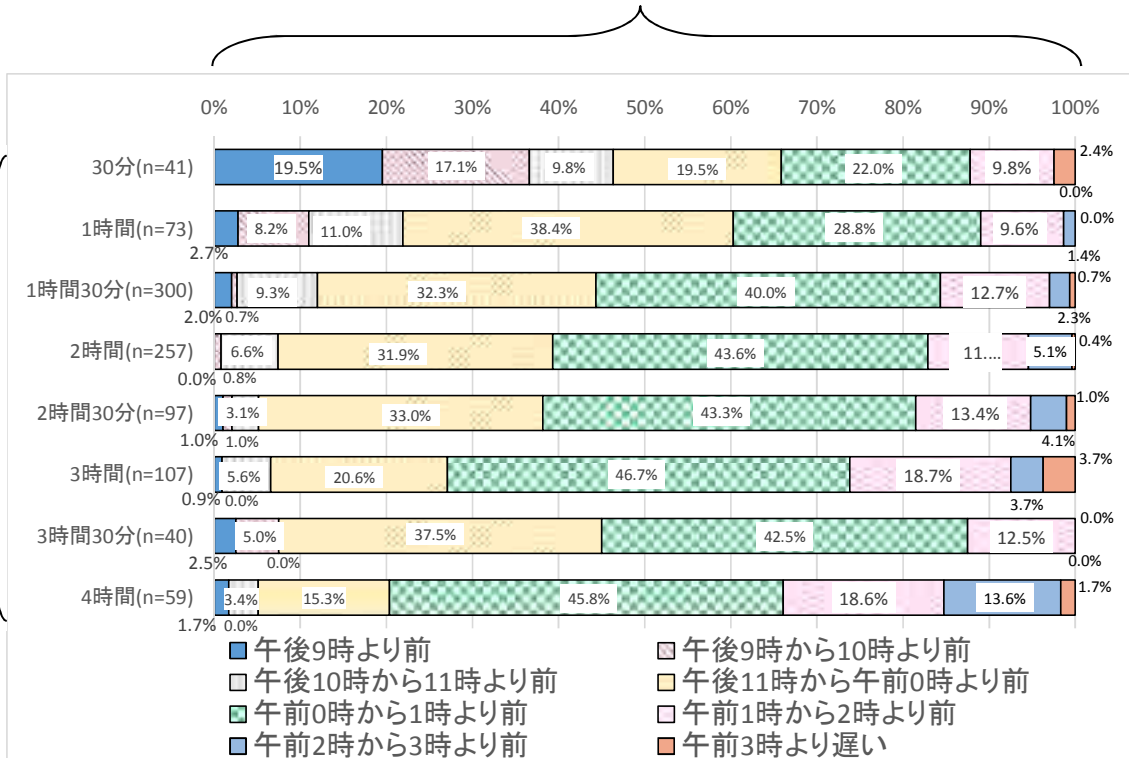 0% 10% 20% 30% 40% 50% 60% 70% 80% 90% 100%
30分(n=41) 19.5% 17.1% 9.8% 19.5% 22.0% 9.8% 2.4%
0.0%
1時間(n=73) 8.2% 11.0% 38.4% 28.8% 9.6% 0.0%
2.7% 1.4%
1時間30分(n=300) 9.3% 32.3% 40.0% 12.7% 0.7%
2.0% 0.7% 2.3%
2時間(n=257) 6.6% 31.9% 43.6% 11.... 5.1% 0.4%
0.0% 0.8%
2時間30分(n=97) 3.1% 33.0% 43.3% 13.4% 1.0%
1.0% 1.0% 4.1%
3時間(n=107) 5.6% 20.6% 46.7% 18.7% 3.7%
0.9% 0.0% 3.7%
3時間30分(n=40) 5.0% 37.5% 42.5% 12.5% 0.0%
2.5% 0.0% 0.0%
4時間(n=59) 3.4% 15.3% 45.8% 18.6% 13.6% 1.7%
1.7% 0.0%
午後9時より前 午後9時から10時より前
午後10時から11時より前 午後11時から午前0時より前
午前0時から1時より前 午前1時から2時より前
午前2時から3時より前 午前3時より遅い